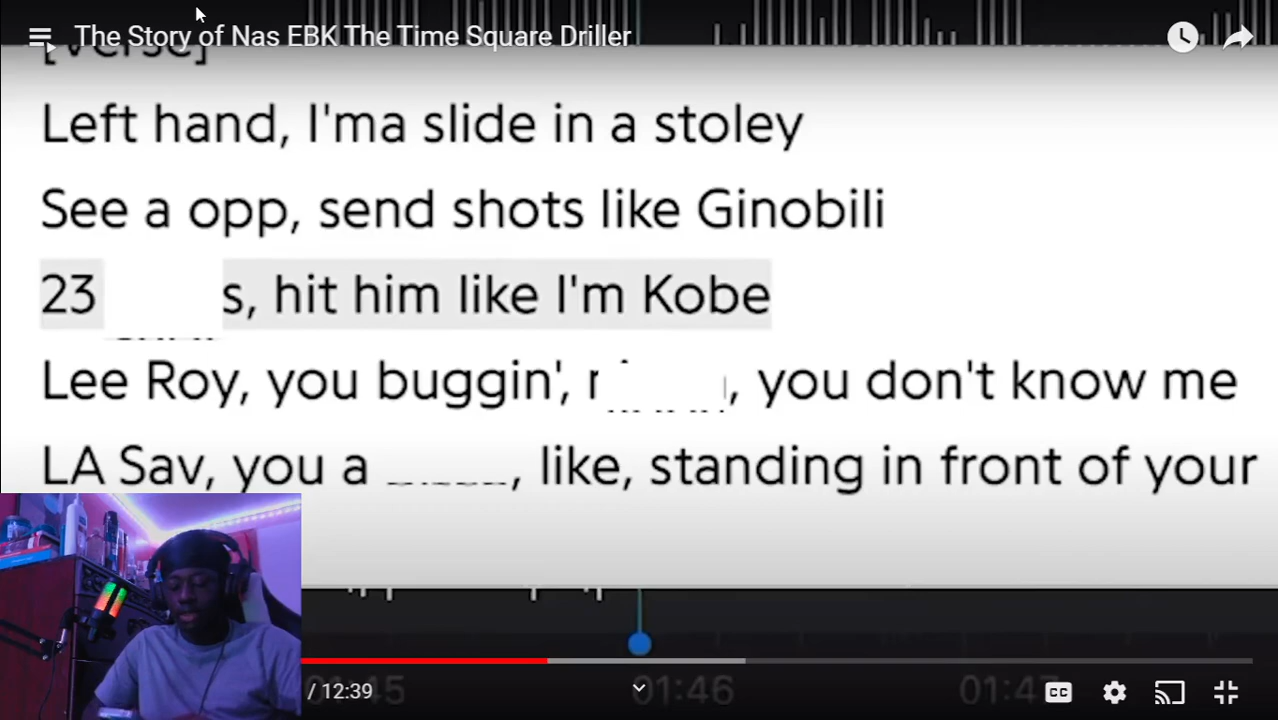 The Story of Nas EBK The Time Square Driller
[Verse]
Left hand, I'ma slide in a stoley
See a opp, send shots like Ginobili
23 s, hit him like I'm Kobe
Lee Roy, you buggin', , you don't know me
LA Sav, you a , like, standing in front of your
/ 12:39
01:46
CC